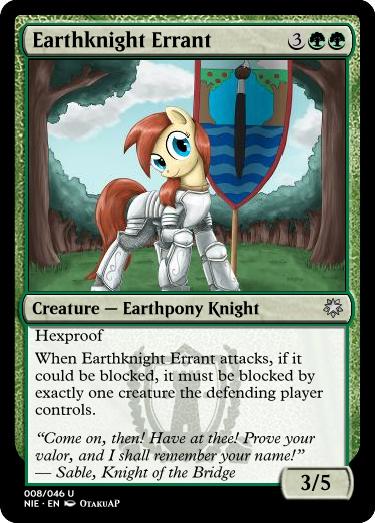 Earthknight Errant 3
Creature — Earthpony Knight
Hexproof
When Earthknight Errant attacks, if it
could be blocked, it must be blocked by
exactly one creature the defending player
controls.
“Come on, then! Have at thee! Prove your
valor, and I shall remember your name!”
— Sable, Knight of the Bridge
3/5
008/046 U
NIE • EN OtakuAP